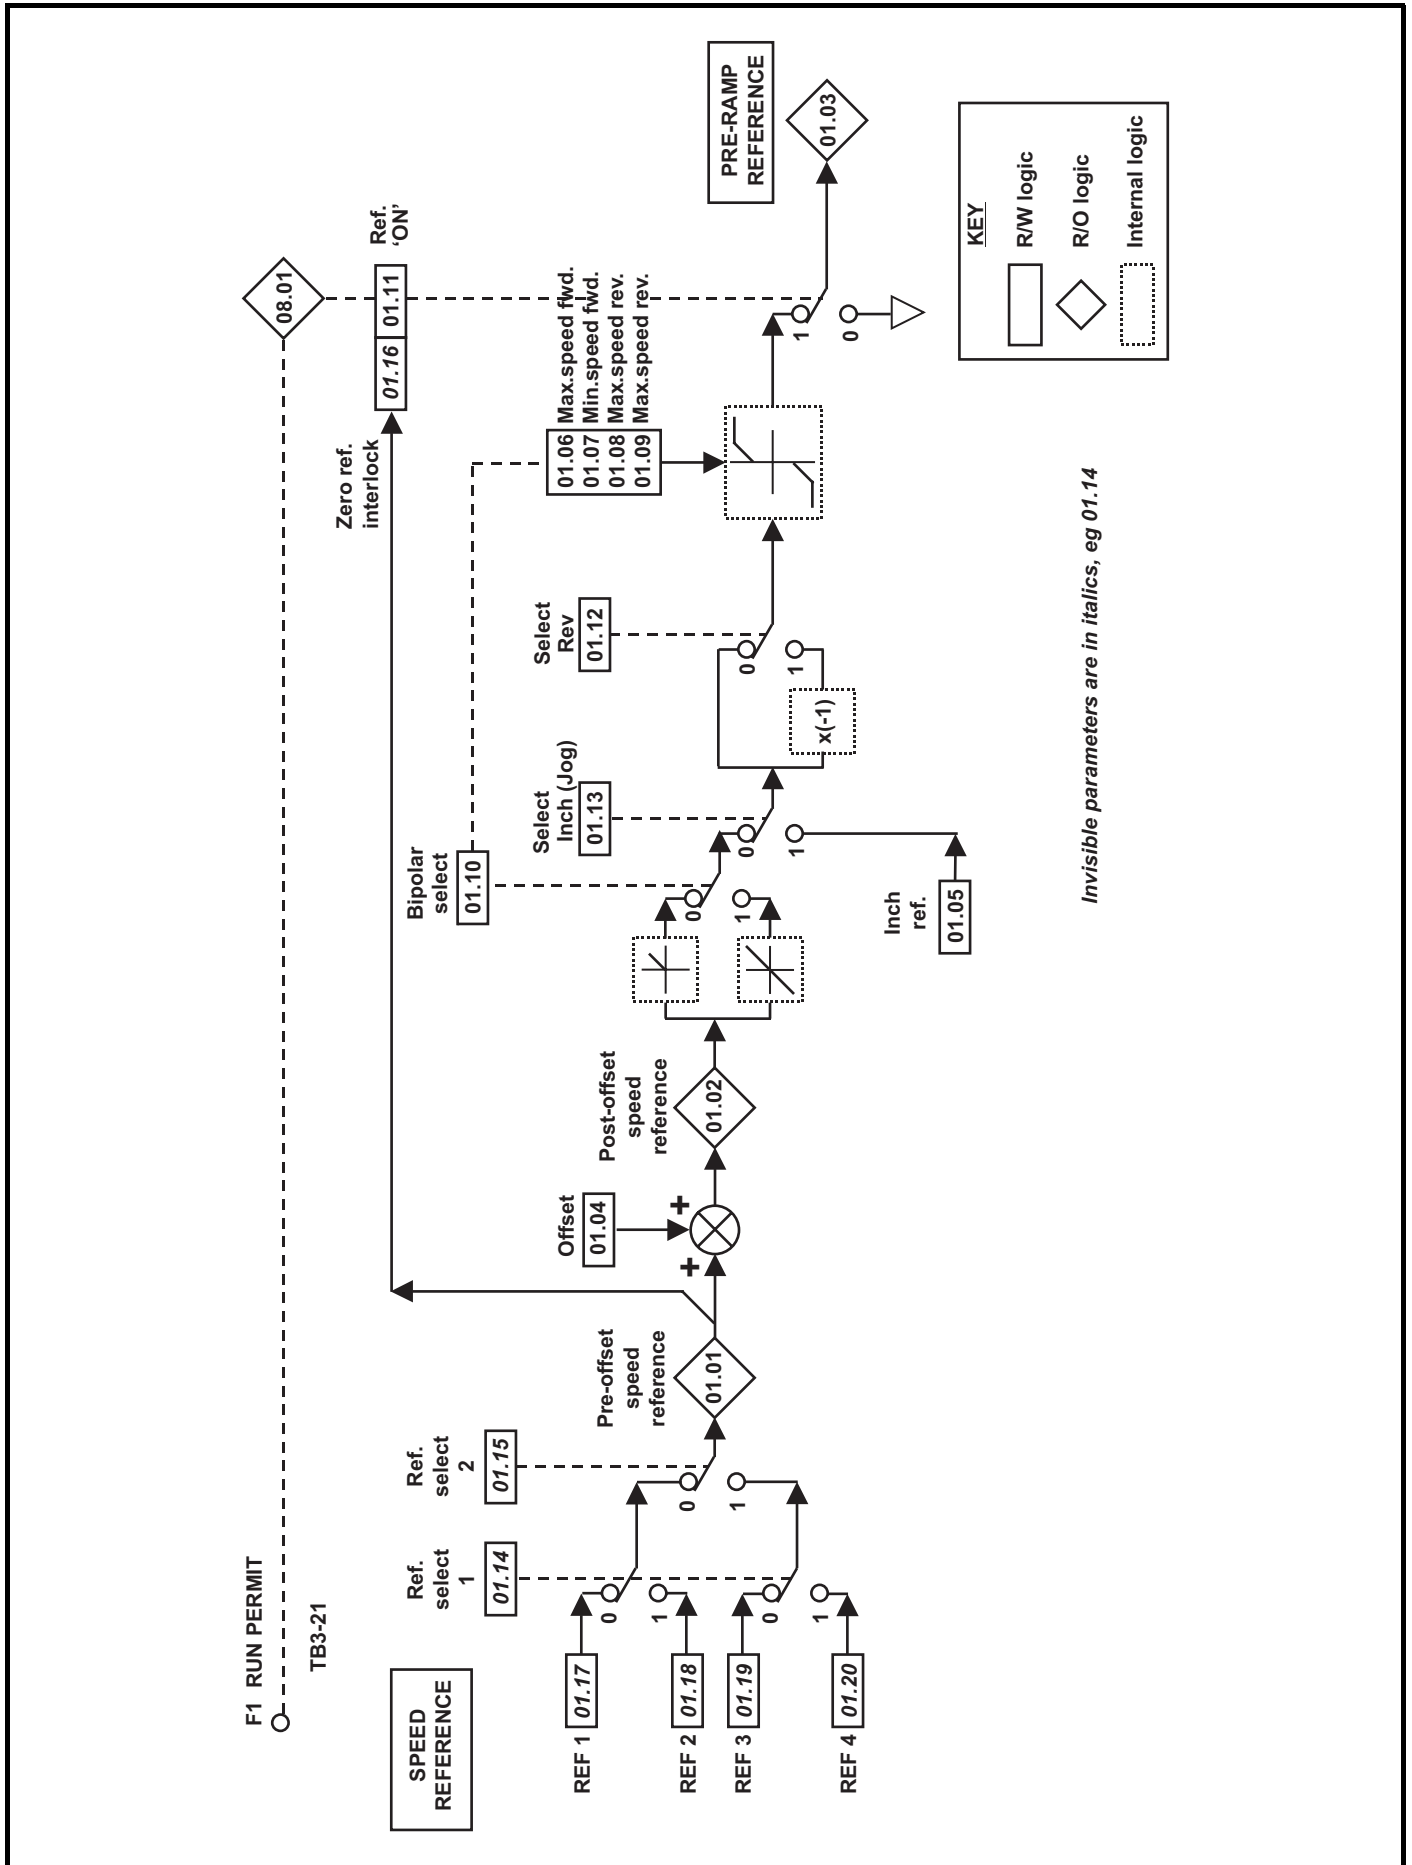 F1 RUN PERMIT
TB3-21
08.01
SPEED
REFERENCE
Zero ref.
interlock
01.16
01.11
Ref.
‘ON’
Ref.
select
1
01.14
Ref.
select
2
01.15
Bipolar
select
01.10
REF 1
01.17
0
1
REF 2
01.18
REF 3
01.19
0
1
REF 4
01.20
0
1
Pre-offset
speed
reference
01.01
Offset
01.04
+
+
Post-offset
speed
reference
01.02
0
1
Select
Inch (Jog)
01.13
0
1
Inch
ref.
01.05
Select
Rev
01.12
0
1
x(-1)
01.06 Max.speed fwd.
01.07 Min.speed fwd.
01.08 Max.speed rev.
01.09 Max.speed rev.
1
0
PRE-RAMP
REFERENCE
01.03
KEY
R/W logic
R/O logic
Internal logic
Invisible parameters are in italics, eg 01.14